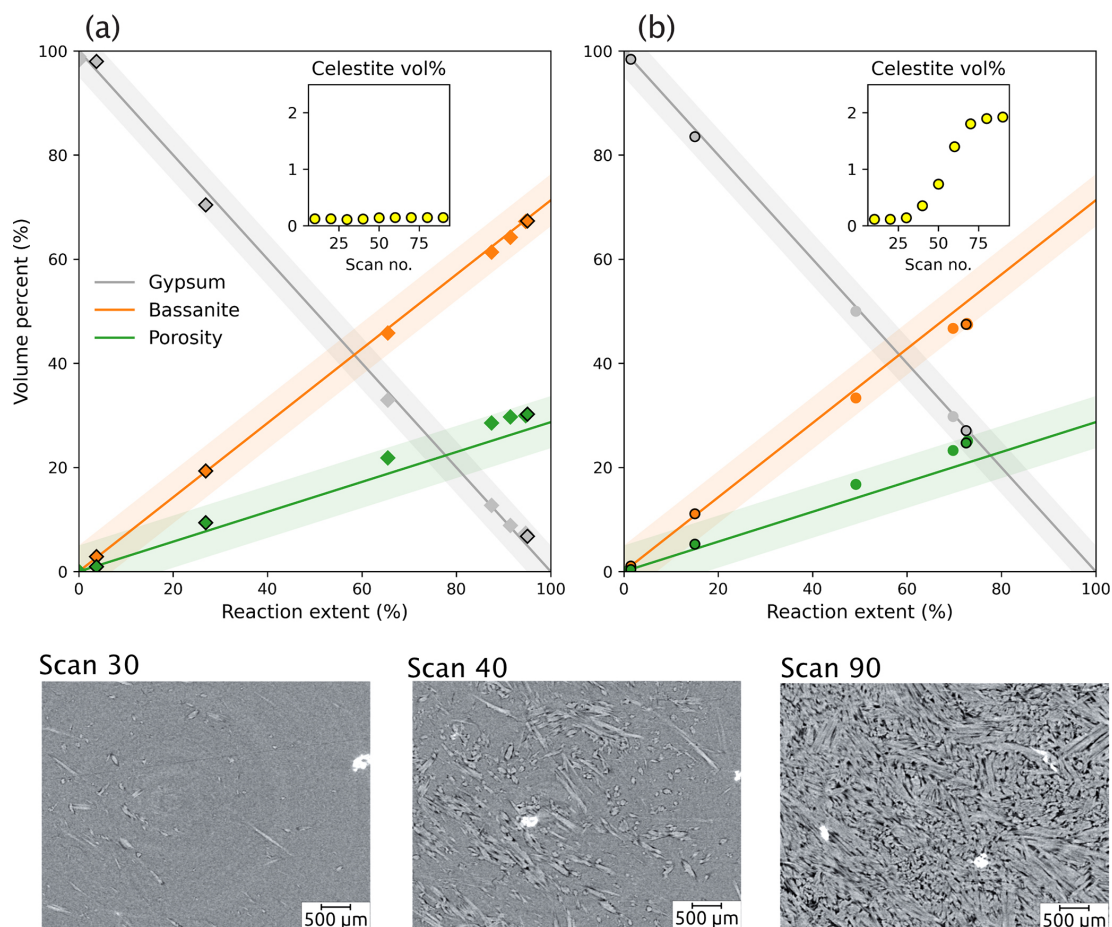 (a)
(b)
Celestite vol%
2
1
0
25
50
75
Scan no.
Gypsum
Bassanite
Porosity
Volume percent (%)
100
80
60
40
20
0
0
20
40
60
80
100
Reaction extent (%)
Celestite vol%
2
1
0
25
50
75
Scan no.
100
80
60
40
20
0
0
20
40
60
80
100
Reaction extent (%)
Scan 30
500 µm
Scan 40
500 µm
Scan 90
500 µm